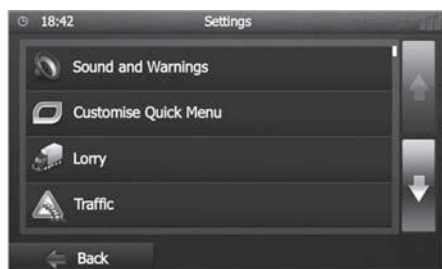 18:42 Settings
Sound and Warnings
Customise Quick Menu
Lorry
Traffic
Back